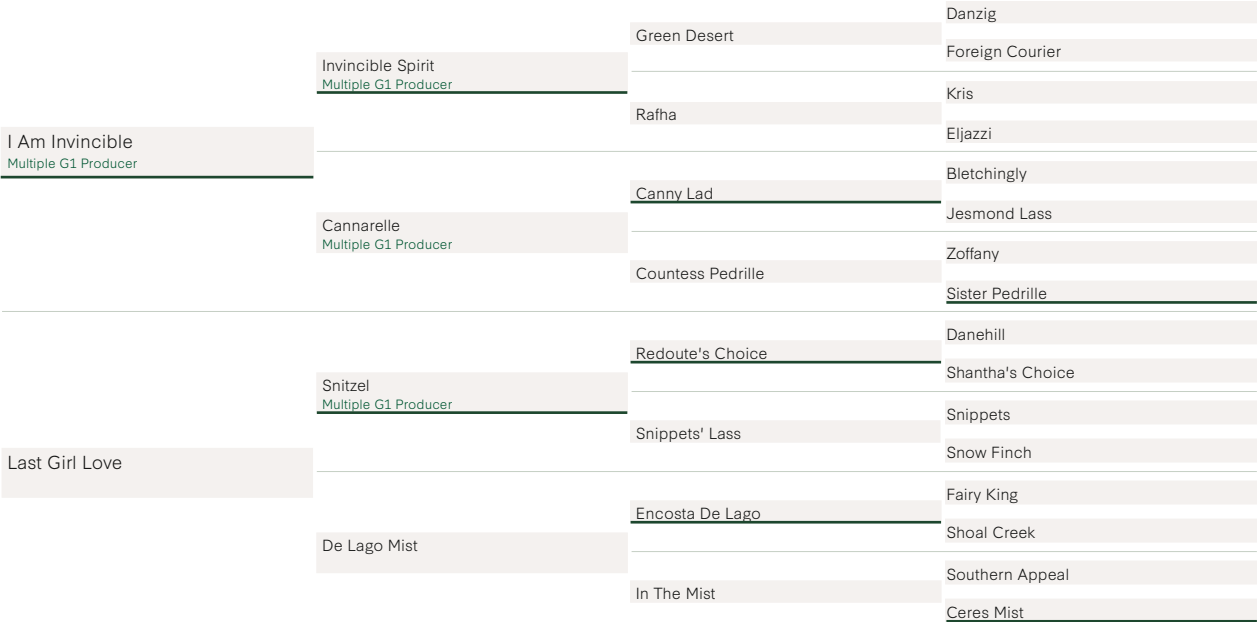 I Am Invincible
Multiple G1 Producer
Last Girl Love
Invincible Spirit
Multiple G1 Producer
Cannarelle
Multiple G1 Producer
Snitzel
Multiple G1 Producer
De Lago Mist
Green Desert
Rafha
Canny Lad
Countess Pedrille
Redoute's Choice
Snippets' Lass
Encosta De Lago
In The Mist
Danzig
Foreign Courier
Kris
Eljazzi
Bletchingly
Jesmond Lass
Zoffany
Sister Pedrille
Danehill
Shantha's Choice
Snippets
Snow Finch
Fairy King
Shoal Creek
Southern Appeal
Ceres Mist